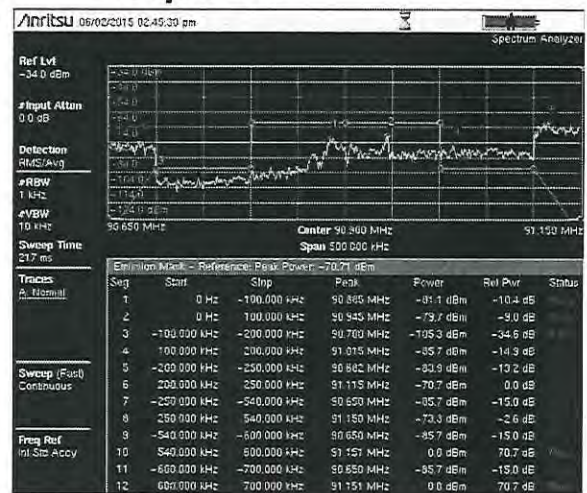 Anritsu 06/02/2015 02:45:30 pm
Spectrum Analyzer
Ref Lvl
-34.0 dBm
#Input Atten
0.0 dB
Detection
RMS/Avg
#RBW
1 kHz
#VBW
10 kHz
Sweep Time
217 ms
Traces
A: Normal
Sweep (Fast)
Continuous
Freq Ref
Int Std Accy
-34.0 dBm
-104.0
-114.0
-124.0 dBm
90.650 MHz
Center 90.900 MHz
91.150 MHz
Span 500.000 kHz
Emission Mask - Reference: Peak Power: -70.71 dBm
Seg Start Stop Peak Power Rel Pwr Status
1 0 Hz -100.000 kHz 90.885 MHz -81.1 dBm -10.4 dB
2 0 Hz 100.000 kHz 90.945 MHz -79.7 dBm -9.0 dB
3 -100.000 kHz -200.000 kHz 90.700 MHz -105.3 dBm -34.6 dB
4 100.000 kHz 200.000 kHz 91.015 MHz -85.7 dBm -14.9 dB
5 -200.000 kHz -250.000 kHz 90.682 MHz -83.9 dBm -13.2 dB
6 200.000 kHz 250.000 kHz 91.115 MHz -70.7 dBm 0.0 dB
7 -250.000 kHz -540.000 kHz 90.650 MHz -85.7 dBm -15.0 dB
8 250.000 kHz 540.000 kHz 91.150 MHz -73.3 dBm -2.6 dB
9 -540.000 kHz -600.000 kHz 90.650 MHz -85.7 dBm -15.0 dB
10 540.000 kHz 600.000 kHz 91.151 MHz 0.0 dBm 70.7 dB
11 -600.000 kHz -700.000 kHz 90.650 MHz -85.7 dBm -15.0 dB
12 600.000 kHz 700.000 kHz 91.151 MHz 0.0 dBm 70.7 dB